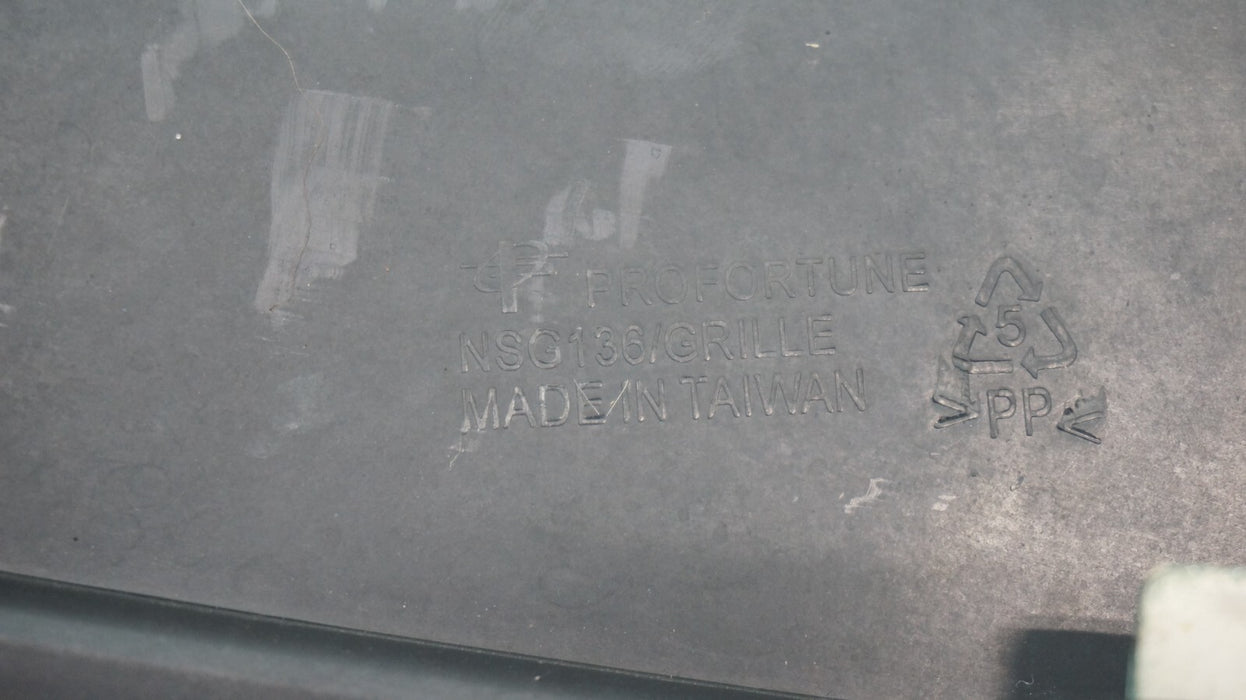 PROFORTUNE
NSG136/GRILLE
MADE IN TAIWAN
5
>PP<